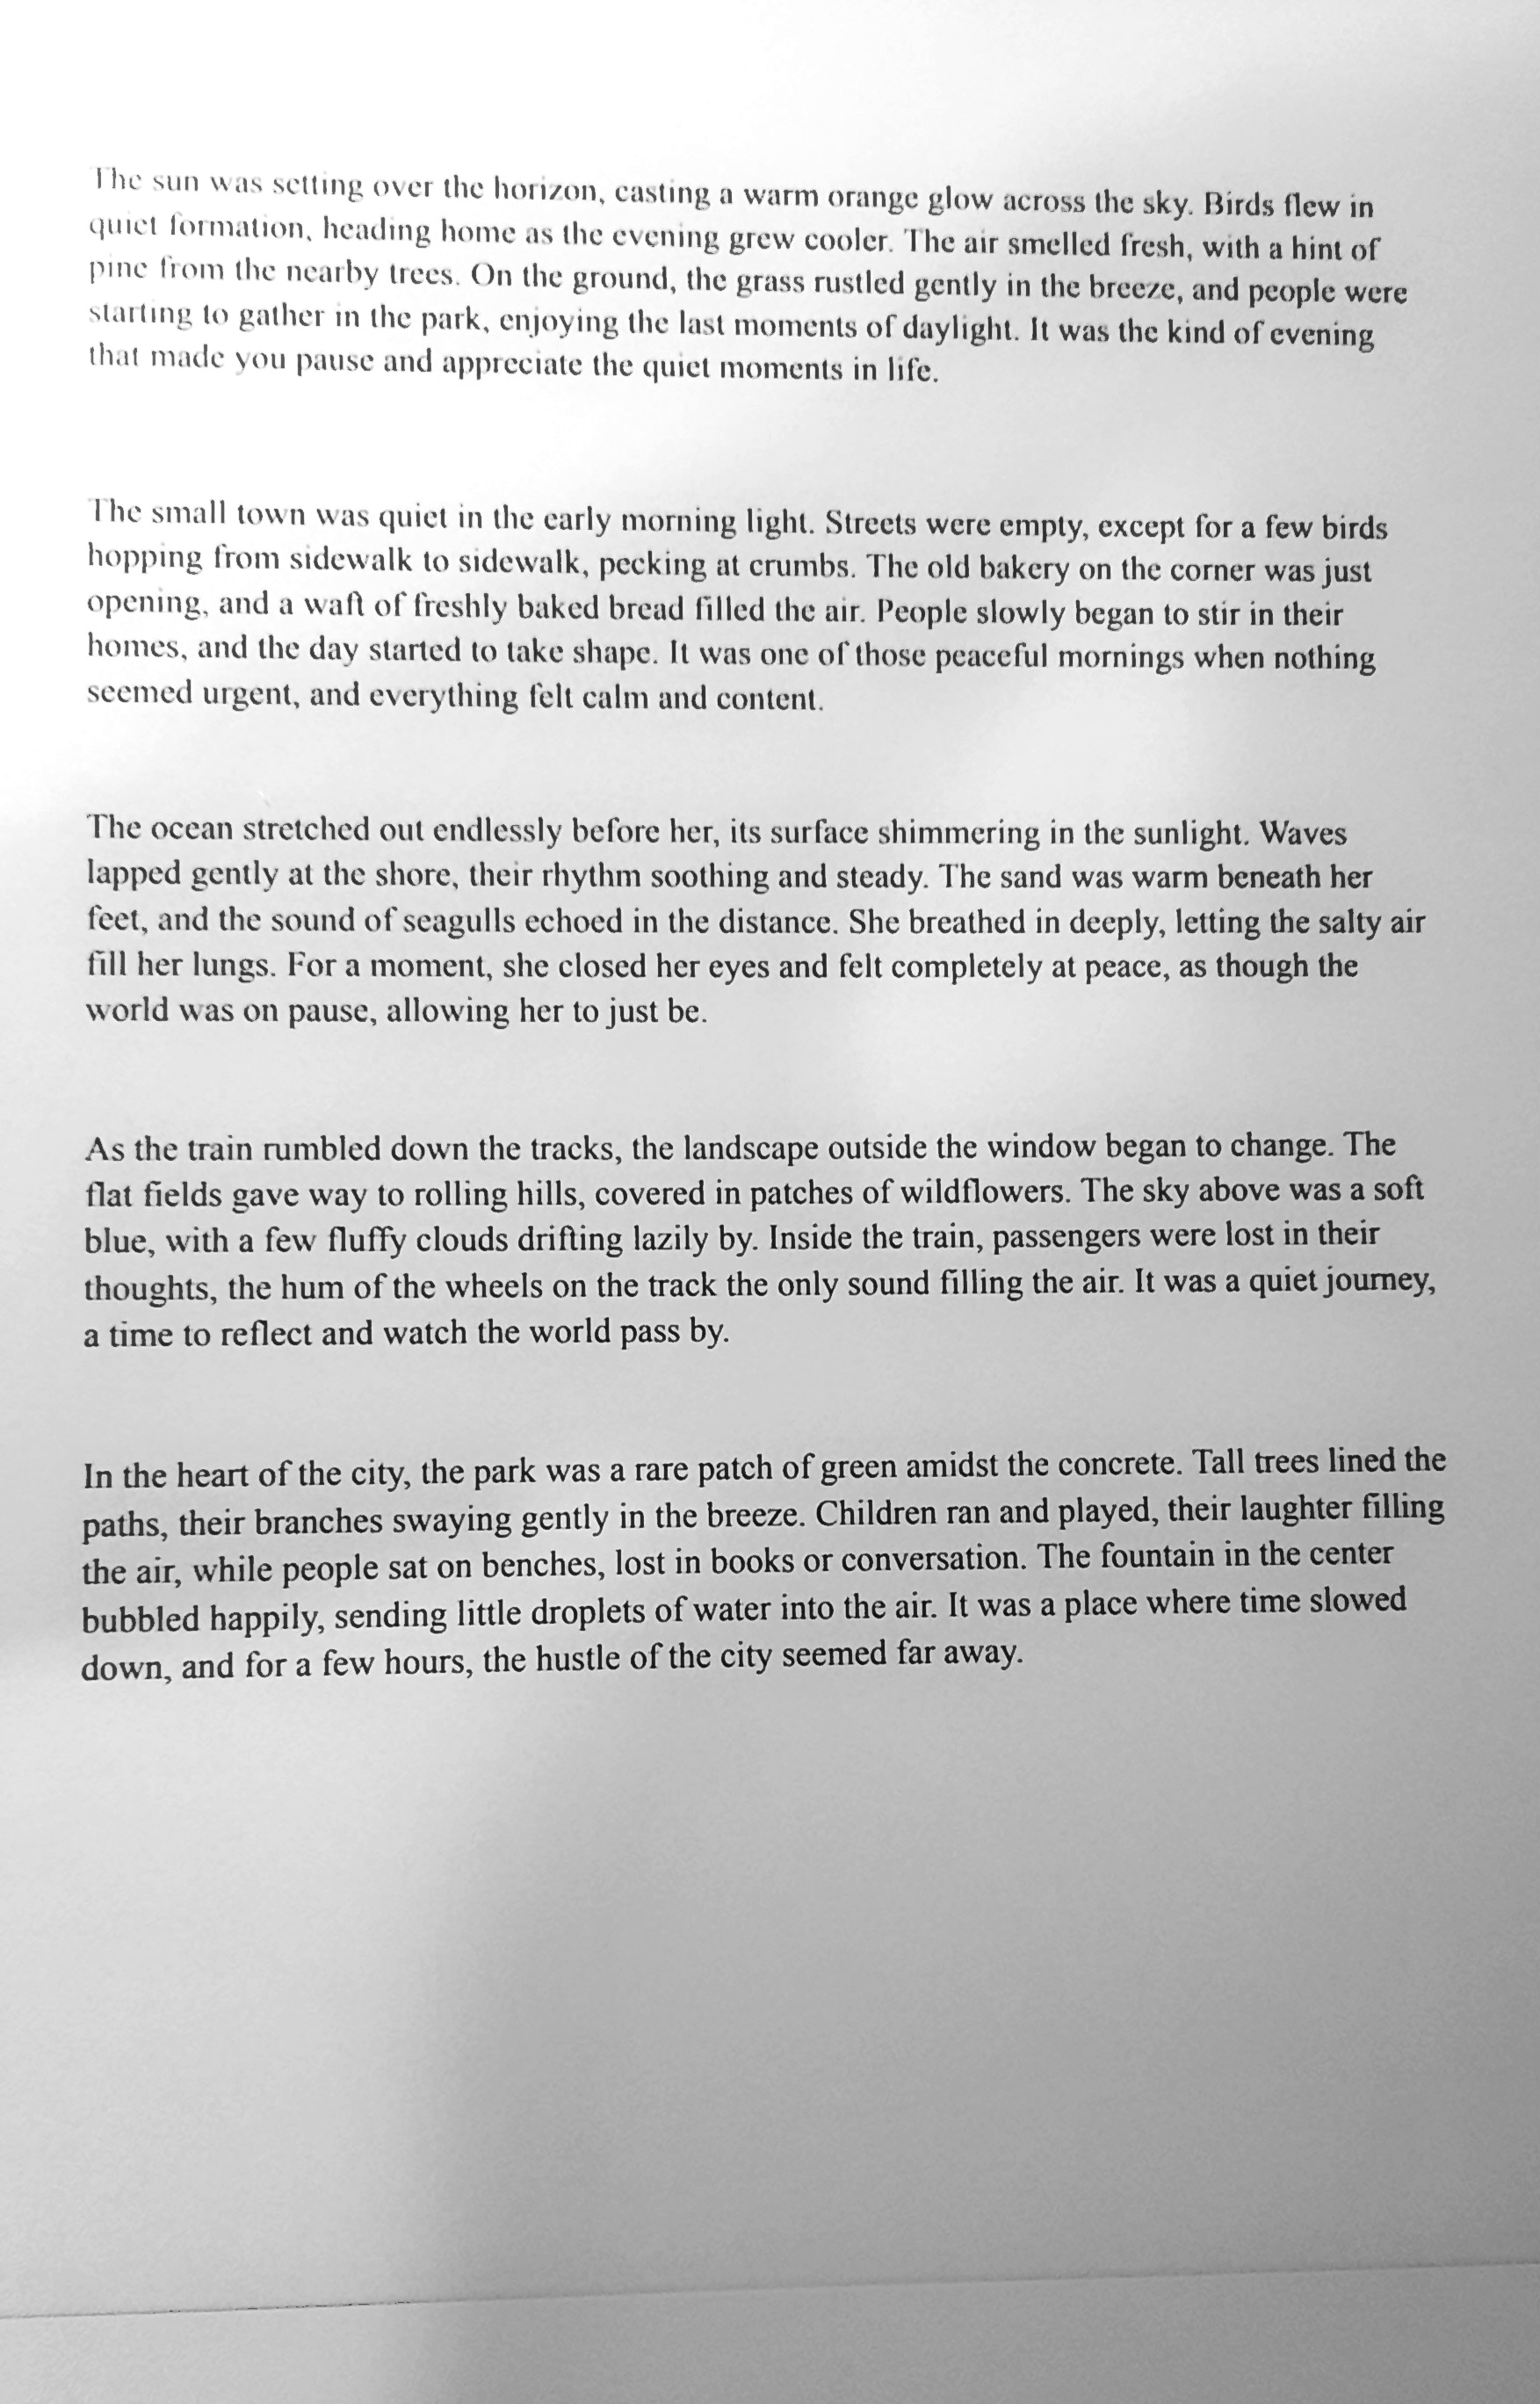 The sun was setting over the horizon, casting a warm orange glow across the sky. Birds flew in
quiet formation, heading home as the evening grew cooler. The air smelled fresh, with a hint of
pine from the nearby trees. On the ground, the grass rustled gently in the breeze, and people were
starting to gather in the park, enjoying the last moments of daylight. It was the kind of evening
that made you pause and appreciate the quiet moments in life.
The small town was quiet in the early morning light. Streets were empty, except for a few birds
hopping from sidewalk to sidewalk, pecking at crumbs. The old bakery on the corner was just
opening, and a waft of freshly baked bread filled the air. People slowly began to stir in their
homes, and the day started to take shape. It was one of those peaceful mornings when nothing
seemed urgent, and everything felt calm and content.
The ocean stretched out endlessly before her, its surface shimmering in the sunlight. Waves
lapped gently at the shore, their rhythm soothing and steady. The sand was warm beneath her
feet, and the sound of seagulls echoed in the distance. She breathed in deeply, letting the salty air
fill her lungs. For a moment, she closed her eyes and felt completely at peace, as though the
world was on pause, allowing her to just be.
As the train rumbled down the tracks, the landscape outside the window began to change. The
flat fields gave way to rolling hills, covered in patches of wildflowers. The sky above was a soft
blue, with a few fluffy clouds drifting lazily by. Inside the train, passengers were lost in their
thoughts, the hum of the wheels on the track the only sound filling the air. It was a quiet journey,
a time to reflect and watch the world pass by.
In the heart of the city, the park was a rare patch of green amidst the concrete. Tall trees lined the
paths, their branches swaying gently in the breeze. Children ran and played, their laughter filling
the air, while people sat on benches, lost in books or conversation. The fountain in the center
bubbled happily, sending little droplets of water into the air. It was a place where time slowed
down, and for a few hours, the hustle of the city seemed far away.